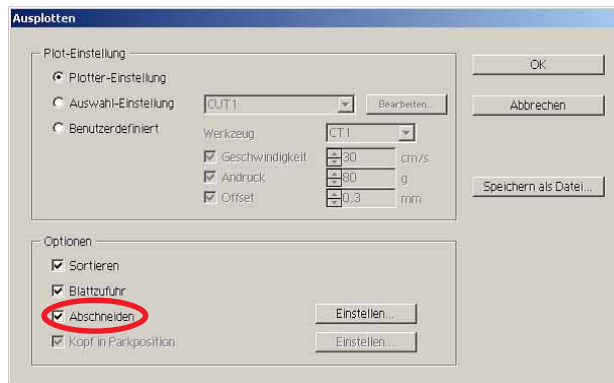 Ausplotten
Plot-Einstellung
Plotter-Einstellung
Auswahl-Einstellung CUT1 Bearbeiten...
Benutzerdefiniert
Werkzeug CT1
Geschwindigkeit 30 cm/s
Andruck 80 g
Offset 0,3 mm
OK
Abbrechen
Speichern als Datei...
Optionen
Sortieren
Blattzufuhr
Abschneiden Einstellen...
Kopf in Parkposition Einstellen...